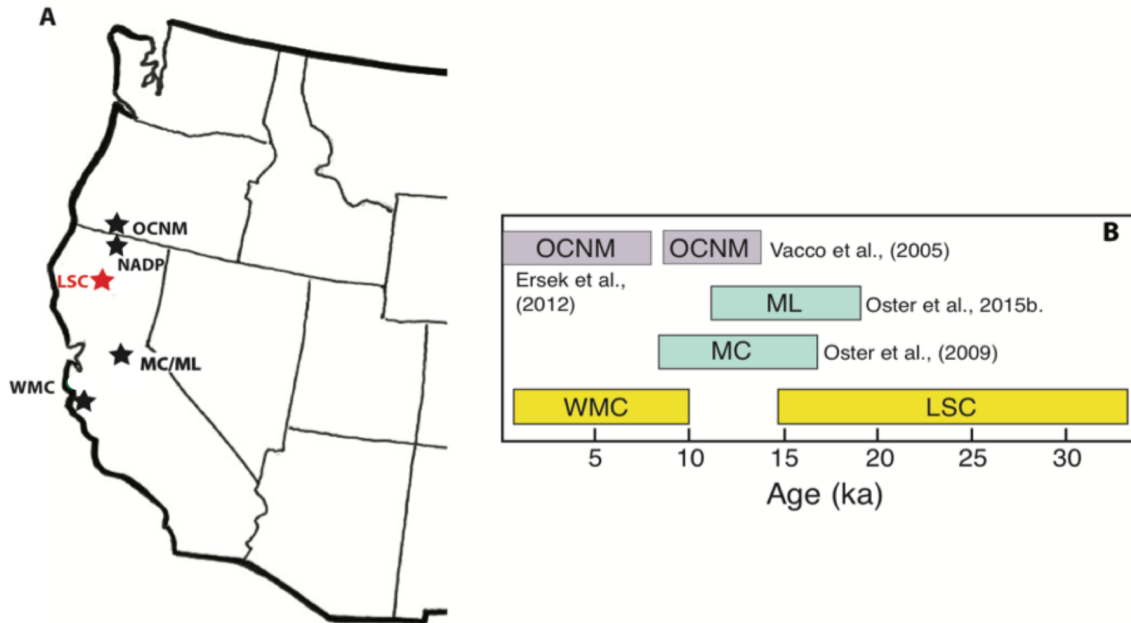 A
OCNM
NADP
LSC
MC/ML
WMC
B
OCNM
OCNM
Vacco et al., (2005)
Ersek et al.,
(2012)
ML
Oster et al., 2015b.
MC
Oster et al., (2009)
WMC
LSC
5 10 15 20 25 30
Age (ka)